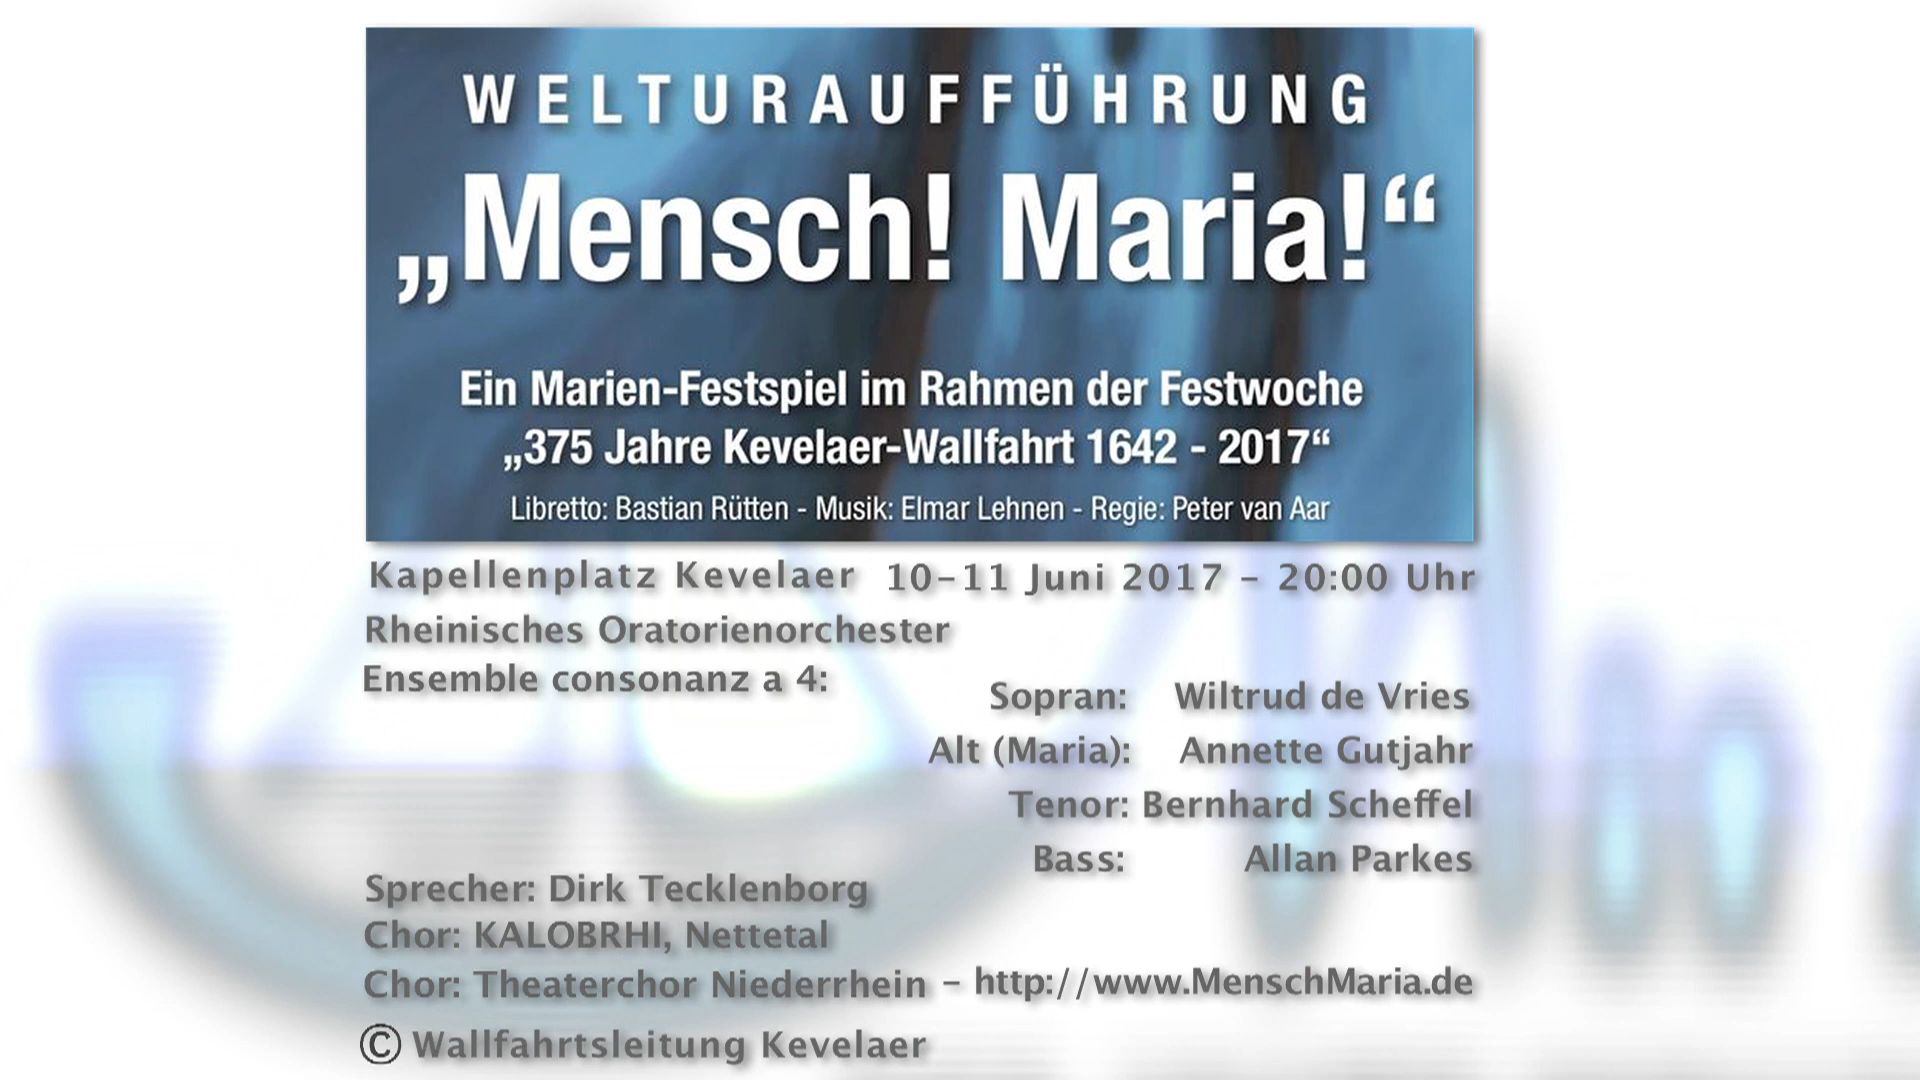 WELTURAUFFÜHRUNG
„Mensch! Maria!“
Ein Marien-Festspiel im Rahmen der Festwoche
„375 Jahre Kevelaer-Wallfahrt 1642 - 2017“
Libretto: Bastian Rütten - Musik: Elmar Lehnen - Regie: Peter van Aar
Kapellenplatz Kevelaer 10-11 Juni 2017 - 20:00 Uhr
Rheinisches Oratorienorchester
Ensemble consonanz a 4:
Sopran: Wiltrud de Vries
Alt (Maria): Annette Gutjahr
Tenor: Bernhard Scheffel
Bass: Allan Parkes
Sprecher: Dirk Tecklenborg
Chor: KALOBRHI, Nettetal
Chor: Theaterchor Niederrhein - http://www.MenschMaria.de
© Wallfahrtsleitung Kevelaer